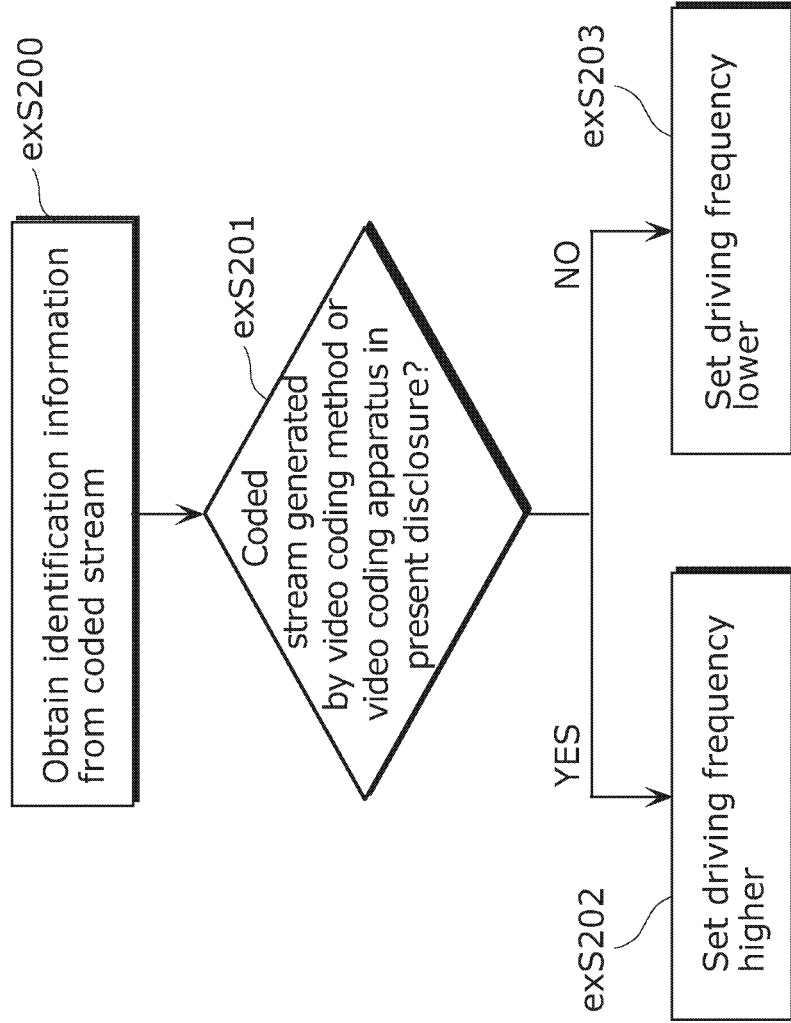 exS200
Obtain identification information
from coded stream
exS201
Coded
stream generated
by video coding method or
video coding apparatus in
present disclosure?
YES
NO
exS202
Set driving frequency
higher
exS203
Set driving frequency
lower